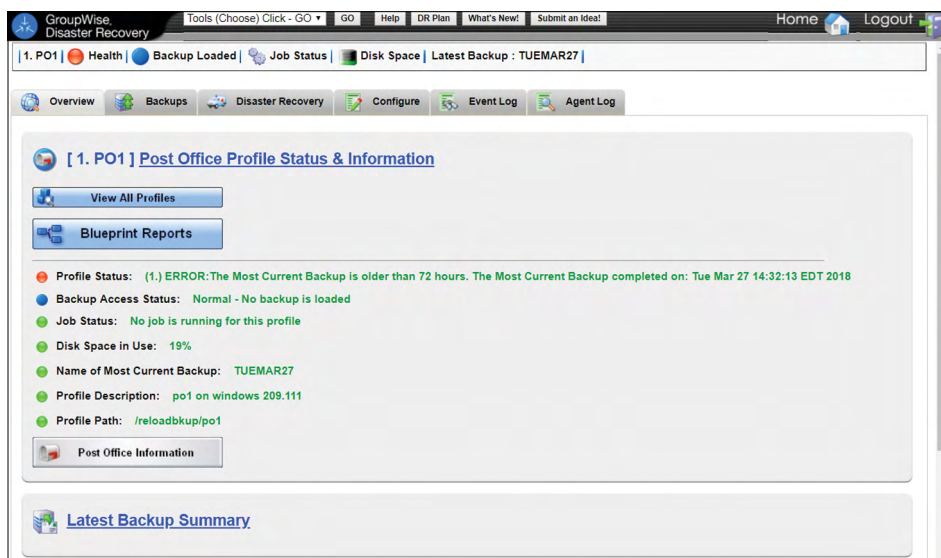 GroupWise, Tools (Choose) Click - GO GO Help DR Plan What's New! Submit an Idea! Home Logout
Disaster Recovery
|1. PO1| Health| Backup Loaded| Job Status| Disk Space| Latest Backup : TUEMAR27|
Overview Backups Disaster Recovery Configure Event Log Agent Log
[ 1. PO1 ] Post Office Profile Status & Information
View All Profiles
Blueprint Reports
Profile Status: (1.) ERROR:The Most Current Backup is older than 72 hours. The Most Current Backup completed on: Tue Mar 27 14:32:13 EDT 2018
Backup Access Status: Normal - No backup is loaded
Job Status: No job is running for this profile
Disk Space in Use: 19%
Name of Most Current Backup: TUEMAR27
Profile Description: po1 on windows 209.111
Profile Path: /reloadbkup/po1
Post Office Information
Latest Backup Summary